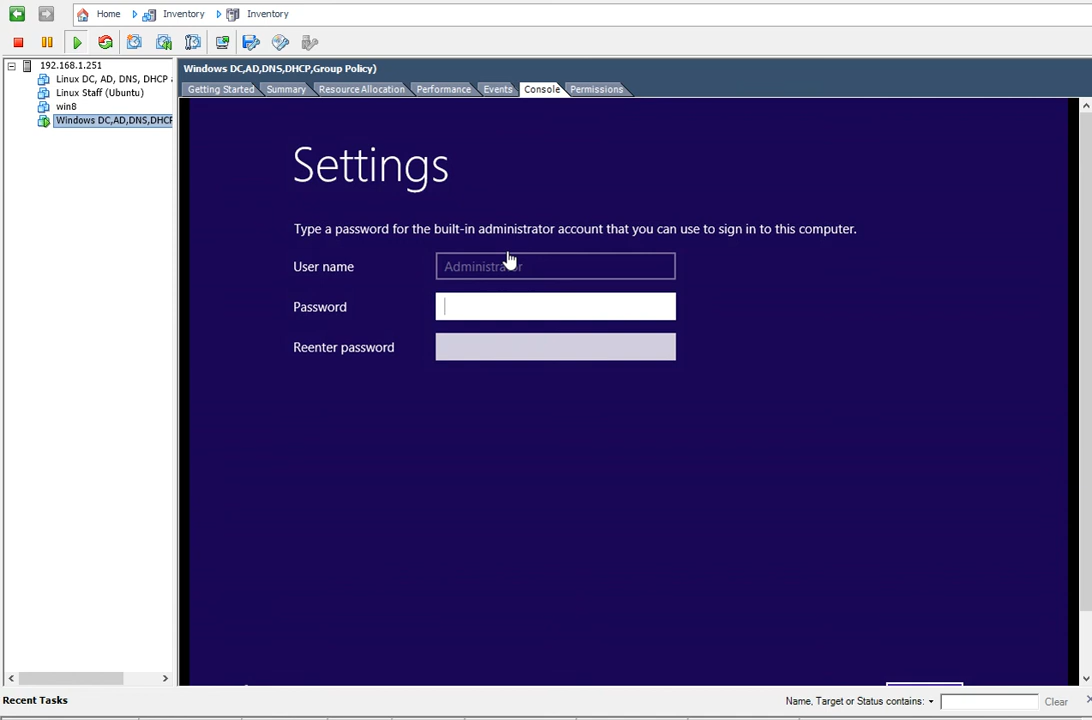 Home Inventory Inventory
192.168.1.251
Linux DC, AD, DNS, DHCP
Linux Staff (Ubuntu)
win8
Windows DC,AD,DNS,DHCP
Windows DC,AD,DNS,DHCP,Group Policy)
Getting Started Summary Resource Allocation Performance Events Console Permissions
Settings
Type a password for the built-in administrator account that you can use to sign in to this computer.
User name Administrator
Password
Reenter password
Recent Tasks Name, Target or Status contains: Clear